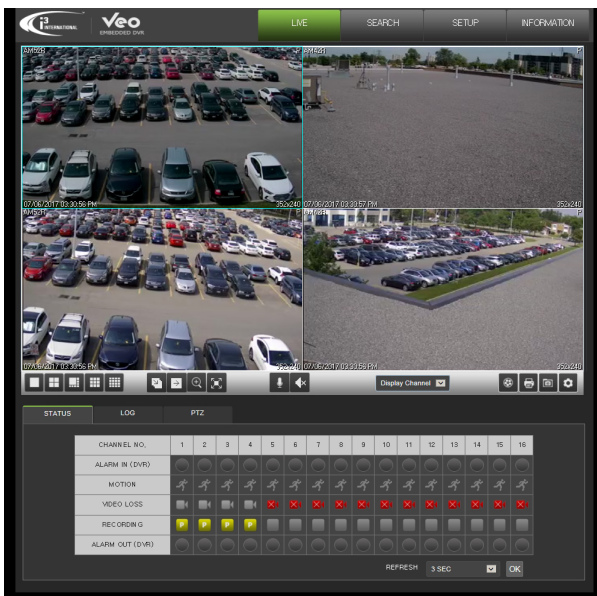 i3 INTERNATIONAL Veo EMBEDDED DVR LIVE SEARCH SETUP INFORMATION
AM52R P AM42R P
07/06/2017 03:30:56 PM 352x240 07/06/2017 03:30:57 PM 352x240
AM52R P AM62R P
07/06/2017 03:30:56 PM 352x240 07/06/2017 03:30:56 PM 352x240
Display Channel
STATUS LOG PTZ
CHANNEL NO. 1 2 3 4 5 6 7 8 9 10 11 12 13 14 15 16
ALARM IN (DVR)
MOTION
VIDEO LOSS
RECORDING P P P P
ALARM OUT (DVR)
REFRESH 3 SEC OK